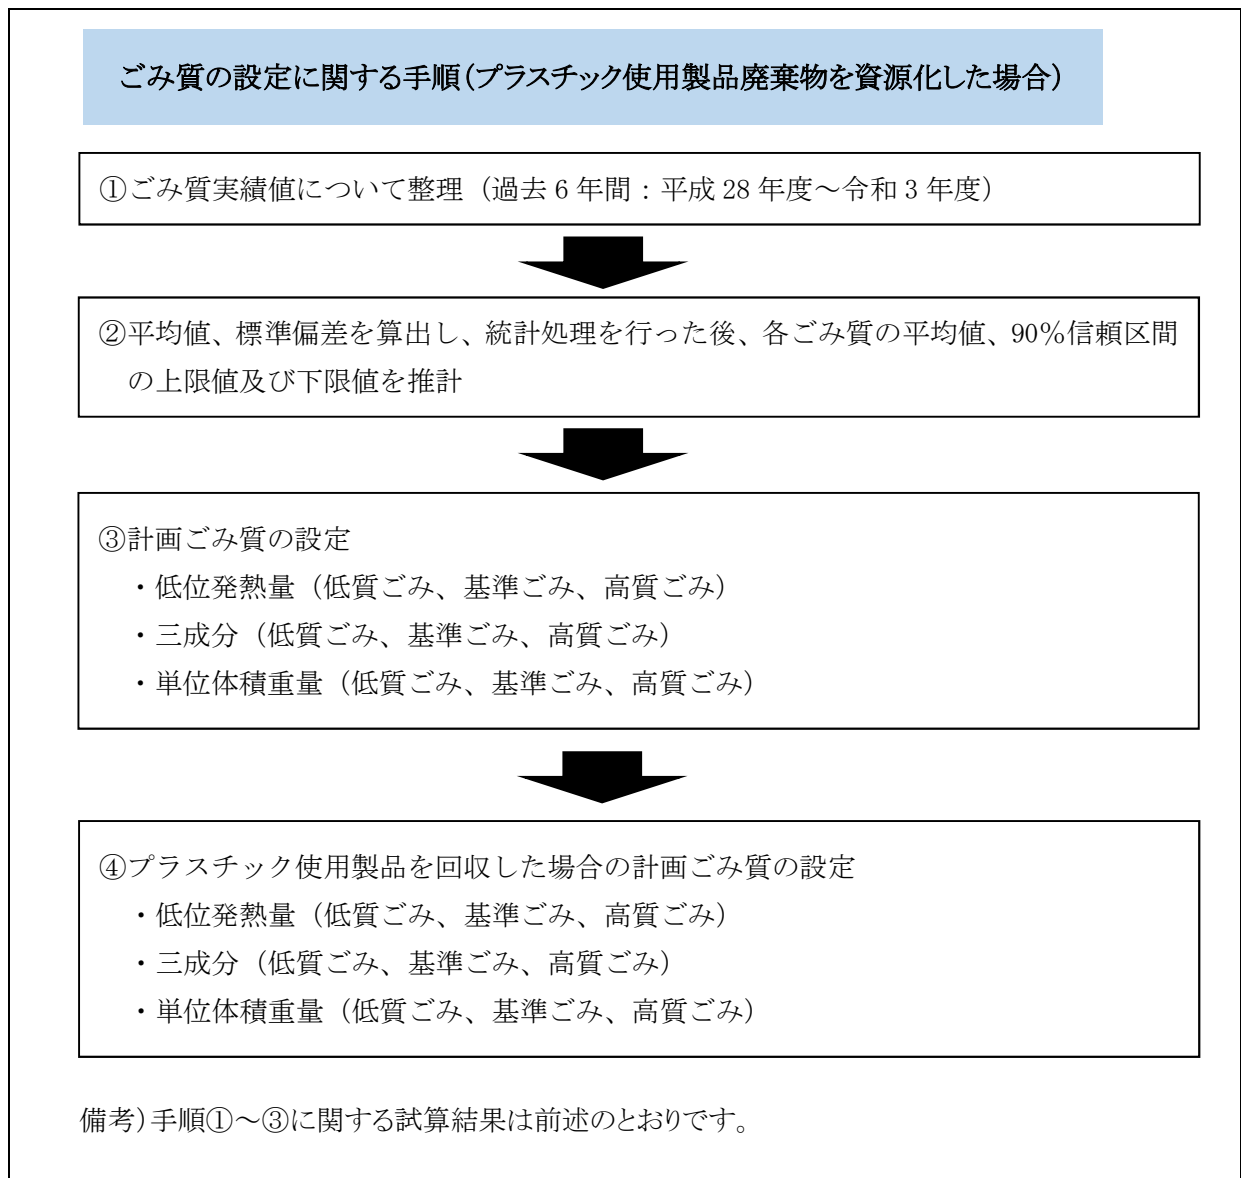 ごみ質の設定に関する手順(プラスチック使用製品廃棄物を資源化した場合)
①ごみ質実績値について整理（過去 6 年間：平成 28 年度～令和 3 年度）
②平均値、標準偏差を算出し、統計処理を行った後、各ごみ質の平均値、90％信頼区間
の上限値及び下限値を推計
③計画ごみ質の設定
・低位発熱量（低質ごみ、基準ごみ、高質ごみ）
・三成分（低質ごみ、基準ごみ、高質ごみ）
・単位体積重量（低質ごみ、基準ごみ、高質ごみ）
④プラスチック使用製品を回収した場合の計画ごみ質の設定
・低位発熱量（低質ごみ、基準ごみ、高質ごみ）
・三成分（低質ごみ、基準ごみ、高質ごみ）
・単位体積重量（低質ごみ、基準ごみ、高質ごみ）
備考)手順①～③に関する試算結果は前述のとおりです。